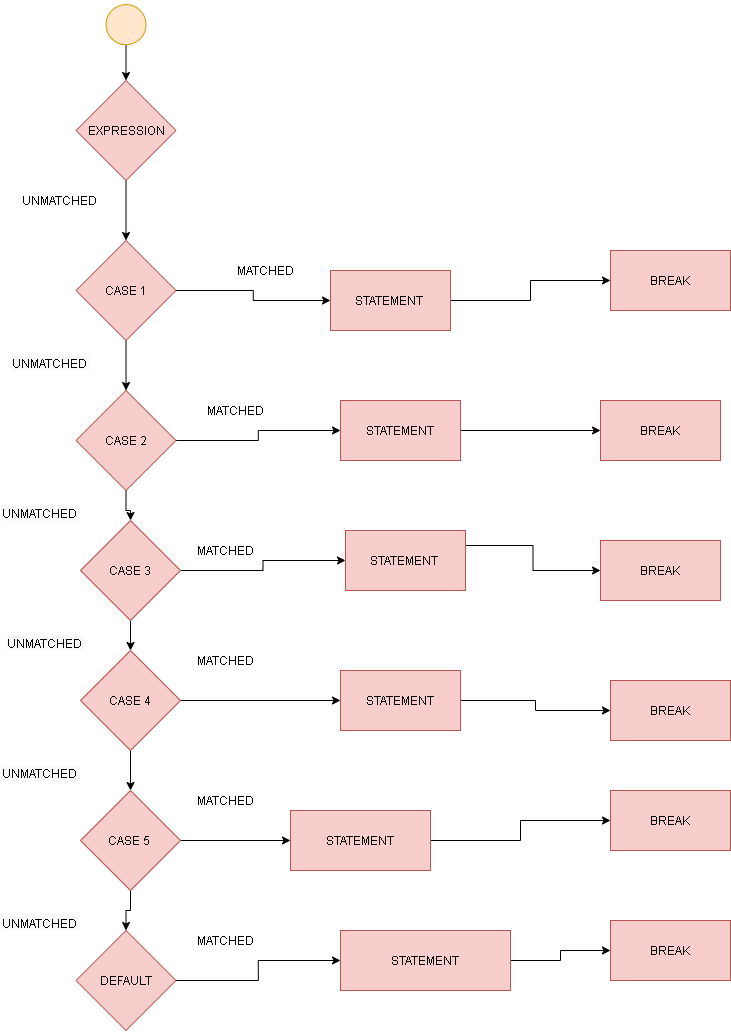 EXPRESSION
UNMATCHED
MATCHED
CASE 1
STATEMENT
BREAK
UNMATCHED
MATCHED
CASE 2
STATEMENT
BREAK
UNMATCHED
MATCHED
CASE 3
STATEMENT
BREAK
UNMATCHED
MATCHED
CASE 4
STATEMENT
BREAK
UNMATCHED
MATCHED
CASE 5
STATEMENT
BREAK
UNMATCHED
MATCHED
DEFAULT
STATEMENT
BREAK